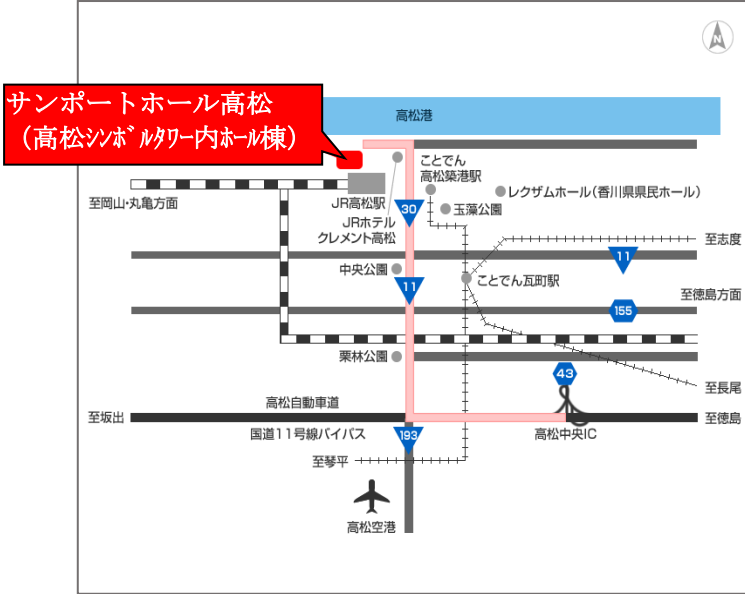 N
サンポートホール高松
（高松シンボルタワー内ホール棟）
高松港
ことでん
高松築港駅
レクザムホール(香川県県民ホール)
至岡山・丸亀方面
JR高松駅
30
玉藻公園
JRホテル
クレメント高松
至志度
11
中央公園
ことでん瓦町駅
11
至徳島方面
155
栗林公園
43
至長尾
高松自動車道
至坂出
至徳島
国道11号線バイパス
193
高松中央IC
至琴平
高松空港